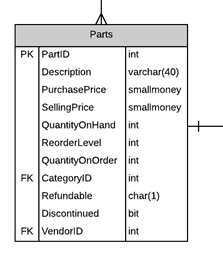 Parts
PK PartID int
Description varchar(40)
PurchasePrice smallmoney
SellingPrice smallmoney
QuantityOnHand int
ReorderLevel int
QuantityOnOrder int
FK CategoryID int
Refundable char(1)
Discontinued bit
FK VendorID int